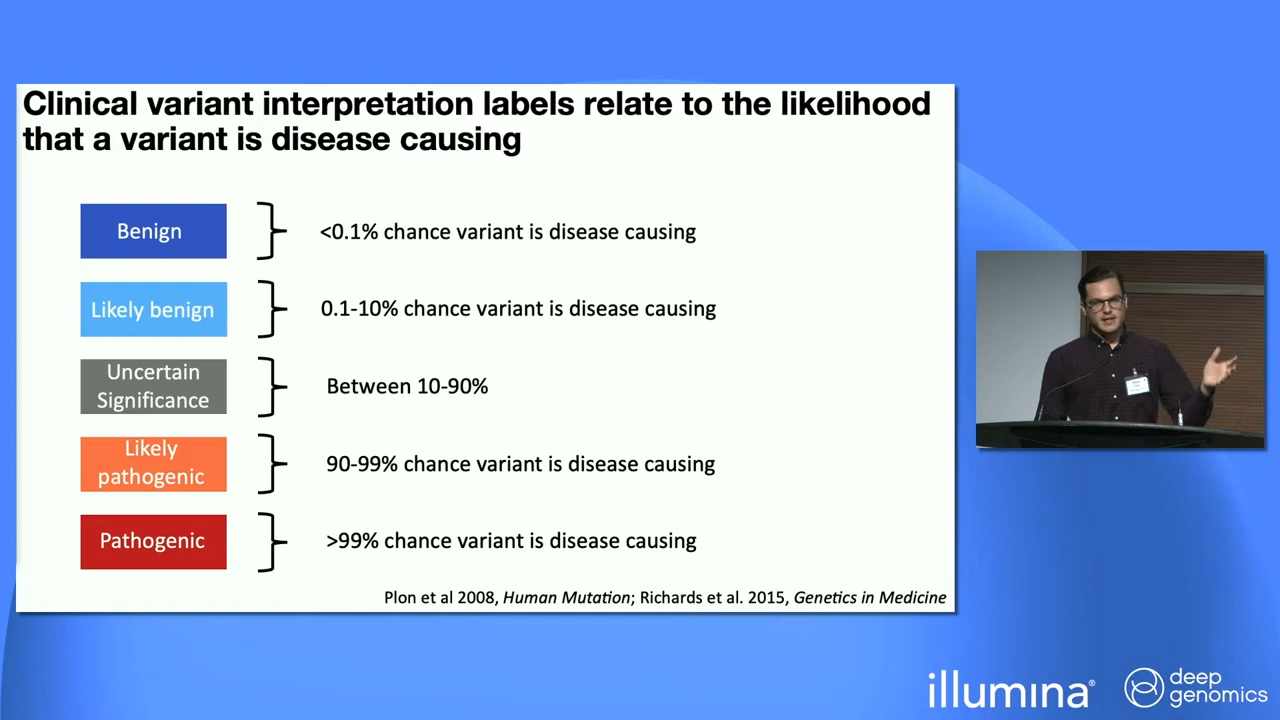 Clinical variant interpretation labels relate to the likelihood
that a variant is disease causing
Benign
<0.1% chance variant is disease causing
Likely benign
0.1-10% chance variant is disease causing
Uncertain
Significance
Between 10-90%
Likely
pathogenic
90-99% chance variant is disease causing
Pathogenic
>99% chance variant is disease causing
Plon et al 2008, Human Mutation; Richards et al. 2015, Genetics in Medicine
illumina®
deep
genomics